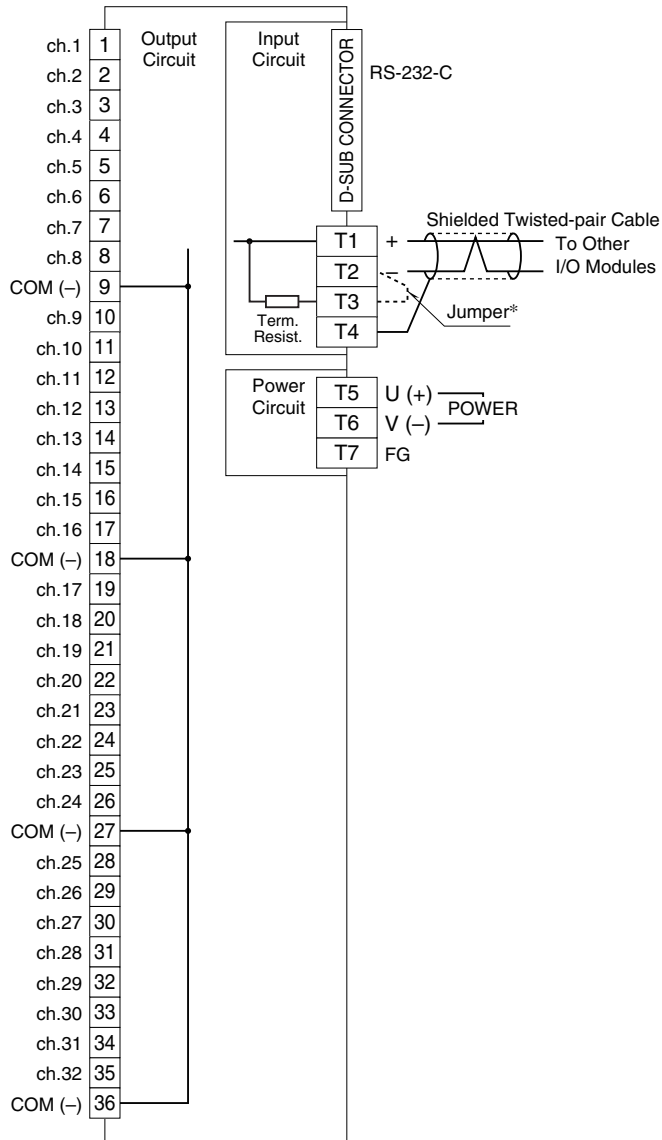 ch.1 1
ch.2 2
ch.3 3
ch.4 4
ch.5 5
ch.6 6
ch.7 7
ch.8 8
COM (–) 9
ch.9 10
ch.10 11
ch.11 12
ch.12 13
ch.13 14
ch.14 15
ch.15 16
ch.16 17
COM (–) 18
ch.17 19
ch.18 20
ch.19 21
ch.20 22
ch.21 23
ch.22 24
ch.23 25
ch.24 26
COM (–) 27
ch.25 28
ch.26 29
ch.27 30
ch.28 31
ch.29 32
ch.30 33
ch.31 34
ch.32 35
COM (–) 36
Output
Circuit
Input
Circuit
D-SUB CONNECTOR
RS-232-C
Shielded Twisted-pair Cable
T1 +
To Other
I/O Modules
T2 –
T3
Term.
Resist.
Jumper*
T4
Power
Circuit
T5 U (+)
POWER
T6 V (–)
T7 FG